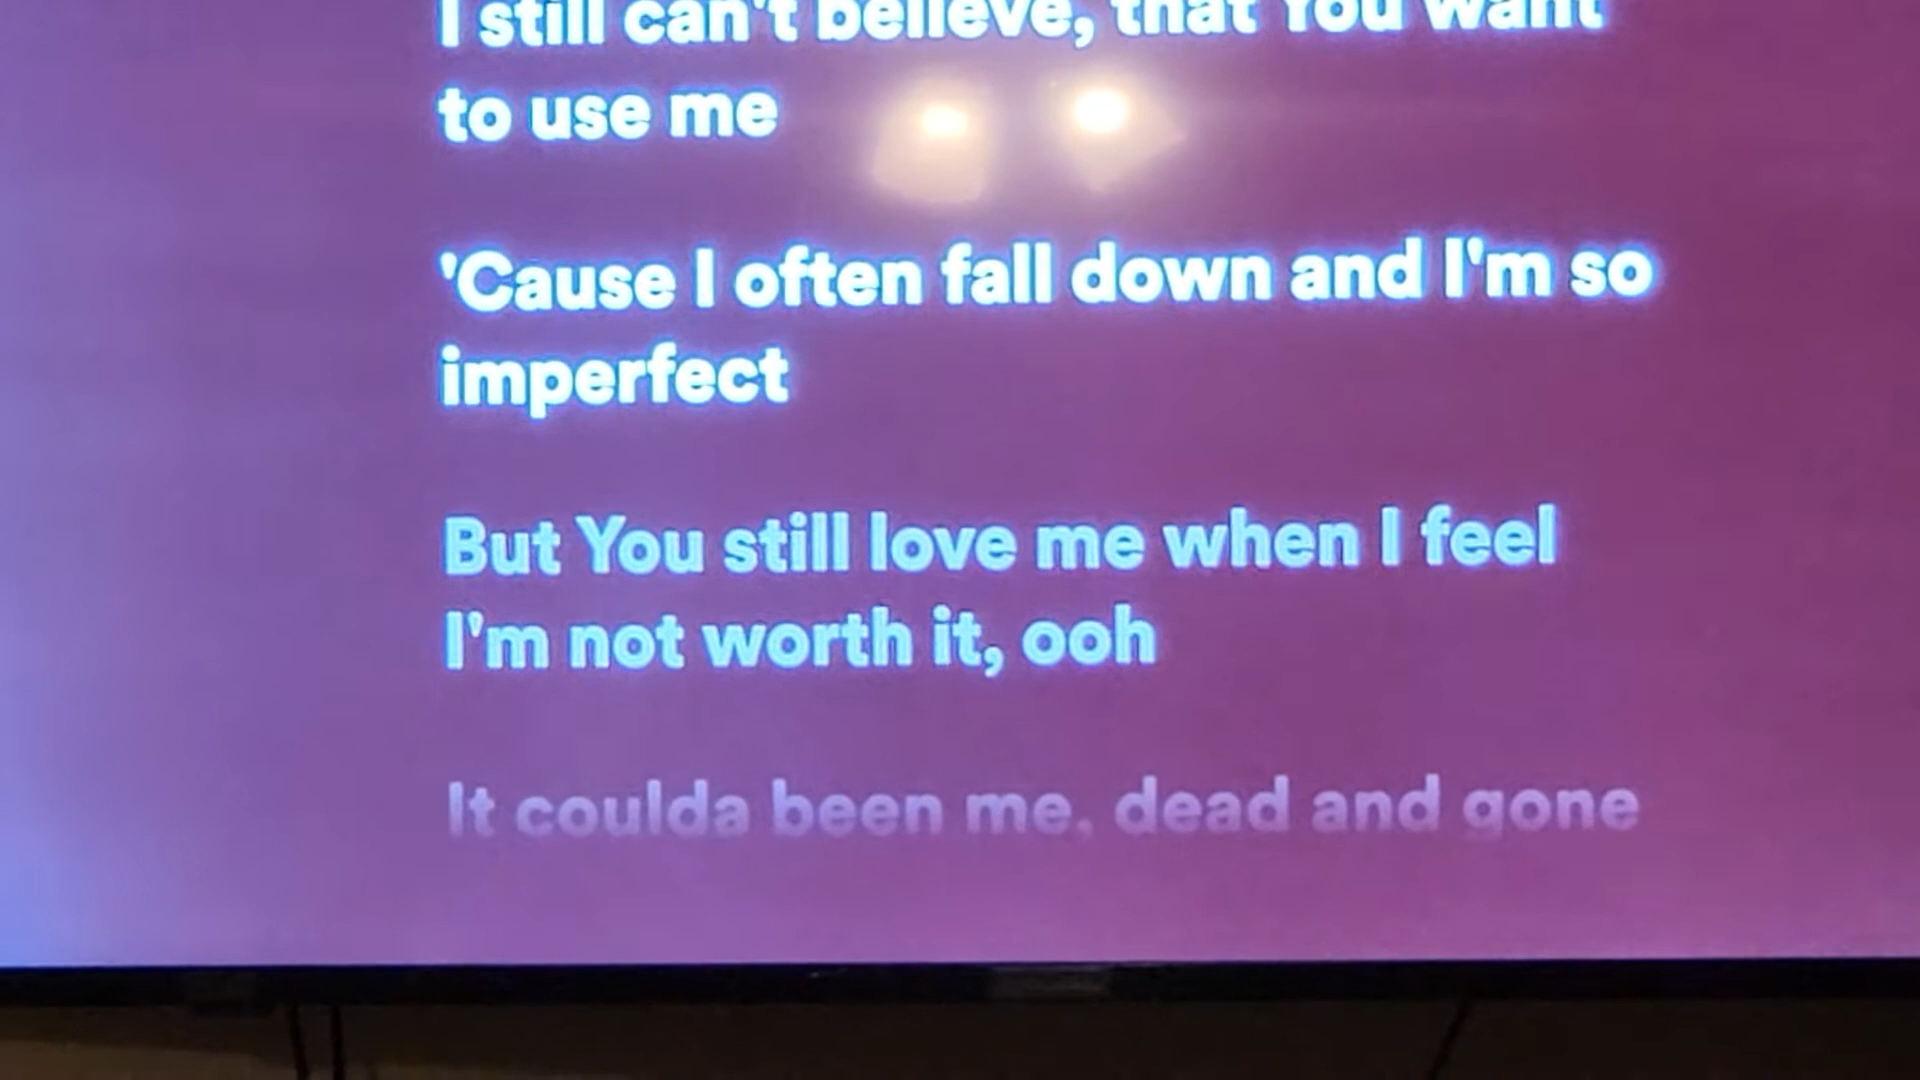 I still can't believe, that You want
to use me
'Cause I often fall down and I'm so
imperfect
But You still love me when I feel
I'm not worth it, ooh
It coulda been me, dead and gone